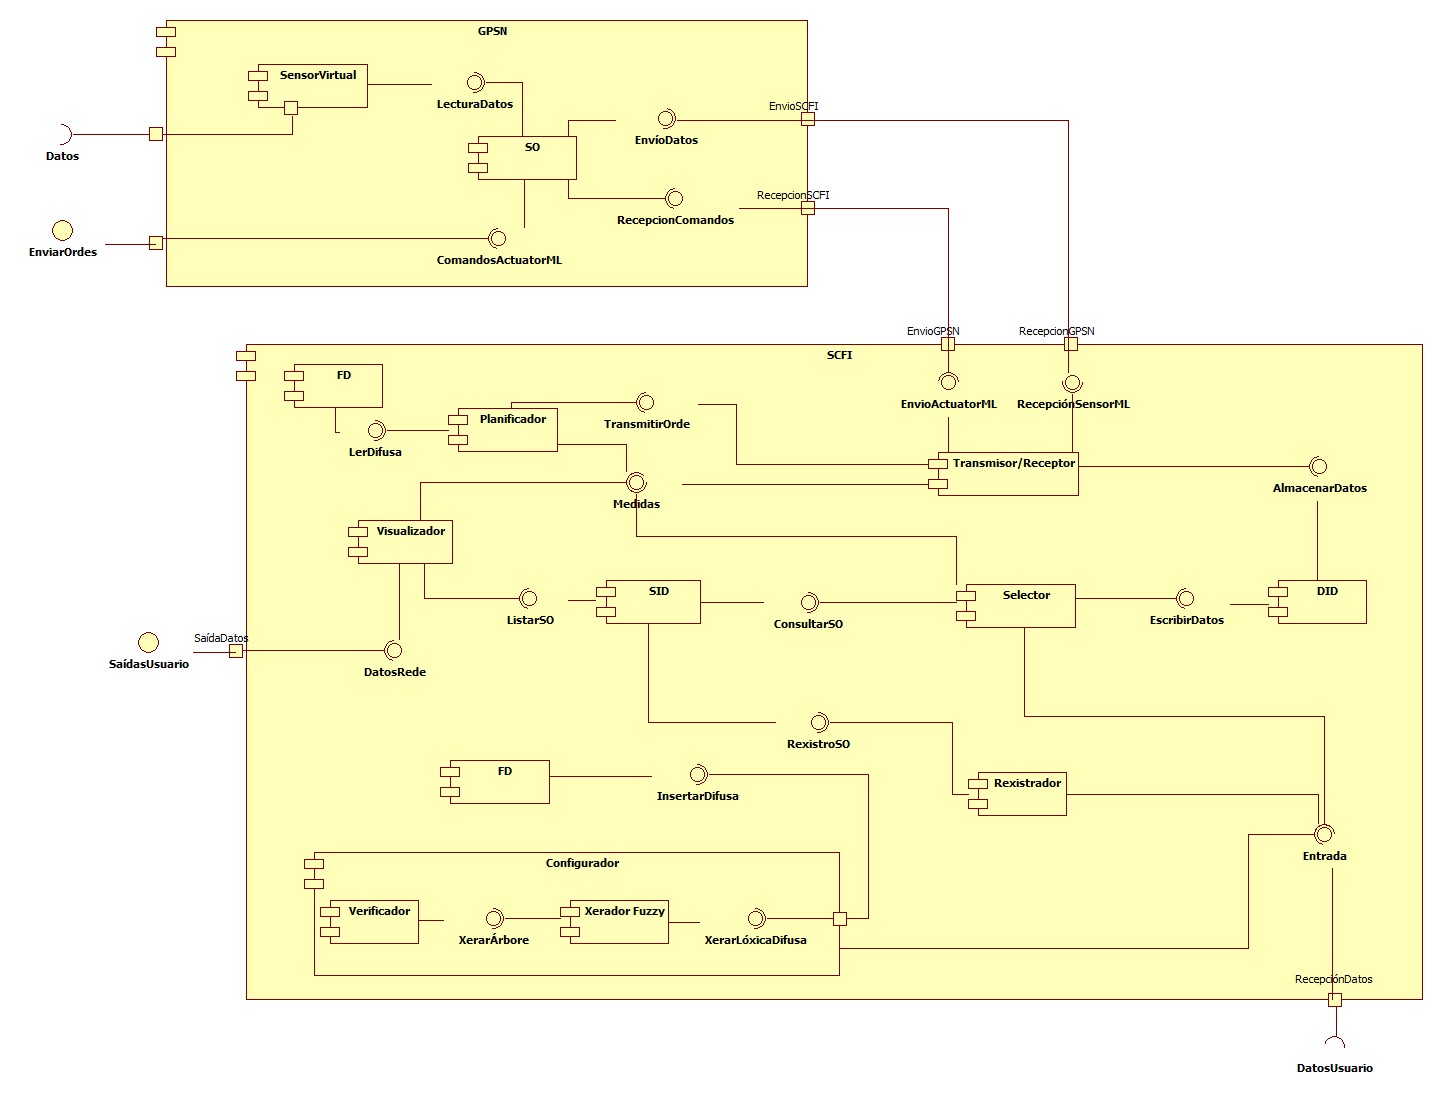 GPSN
SensorVirtual
LecturaDatos
EnvioSCFI
Datos
SO
EnvíoDatos
RecepcionSCFI
RecepcionComandos
EnviarOrdes
ComandosActuatorML
EnvioGPSN
RecepcionGPSN
SCFI
FD
EnvioActuatorML
RecepciónSensorML
Planificador
TransmitirOrde
LerDifusa
Transmisor/Receptor
AlmacenarDatos
Medidas
Visualizador
SID
Selector
DID
ListarSO
ConsultarSO
EscribirDatos
SaídaDatos
SaídasUsuario
DatosRede
RexistroSO
FD
InsertarDifusa
Rexistrador
Entrada
Configurador
Verificador
Xerador Fuzzy
XerarÁrbore
XerarLóxicaDifusa
RecepciónDatos
DatosUsuario